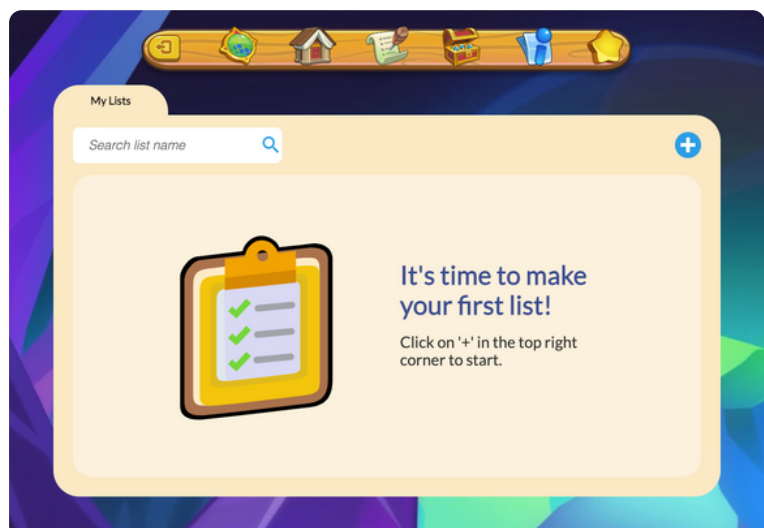 My Lists
Search list name
It's time to make
your first list!
Click on '+' in the top right
corner to start.